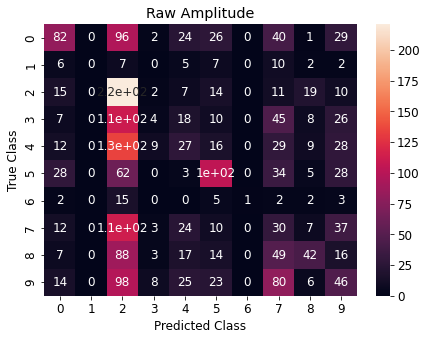 Raw Amplitude
0 82 0 96 2 24 26 0 40 1 29
1 6 0 7 0 5 7 0 10 2 2
2 15 0 2.2e+02 2 7 14 0 11 19 10
3 7 0 1.1e+02 4 18 10 0 45 8 26
4 12 0 1.3e+02 9 27 16 0 29 9 28
5 28 0 62 0 3 1e+02 0 34 5 28
6 2 0 15 0 0 5 1 2 2 3
7 12 0 1.1e+02 3 24 10 0 30 7 37
8 7 0 88 3 17 14 0 49 42 16
9 14 0 98 8 25 23 0 80 6 46
0 1 2 3 4 5 6 7 8 9
Predicted Class
True Class
200
175
150
125
100
75
50
25
0